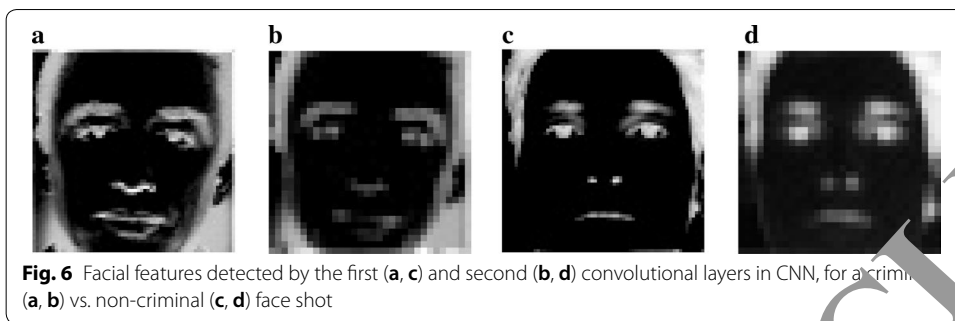 a b c d
Fig. 6 Facial features detected by the first (a, c) and second (b, d) convolutional layers in CNN, for a
(a, b) vs. non-criminal (c, d) face shot